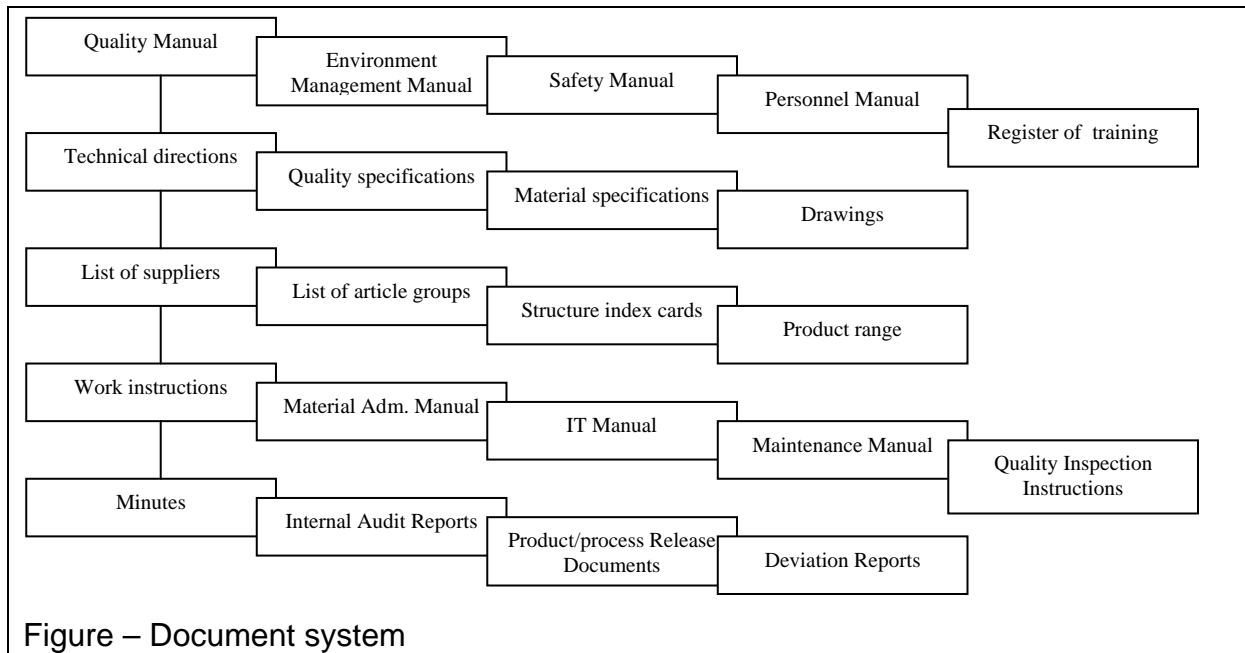 Quality Manual
Environment
Management Manual
Safety Manual
Personnel Manual
Register of training
Technical directions
Quality specifications
Material specifications
Drawings
List of suppliers
List of article groups
Structure index cards
Product range
Work instructions
Material Adm. Manual
IT Manual
Maintenance Manual
Quality Inspection
Instructions
Minutes
Internal Audit Reports
Product/process Release
Documents
Deviation Reports
Figure – Document system